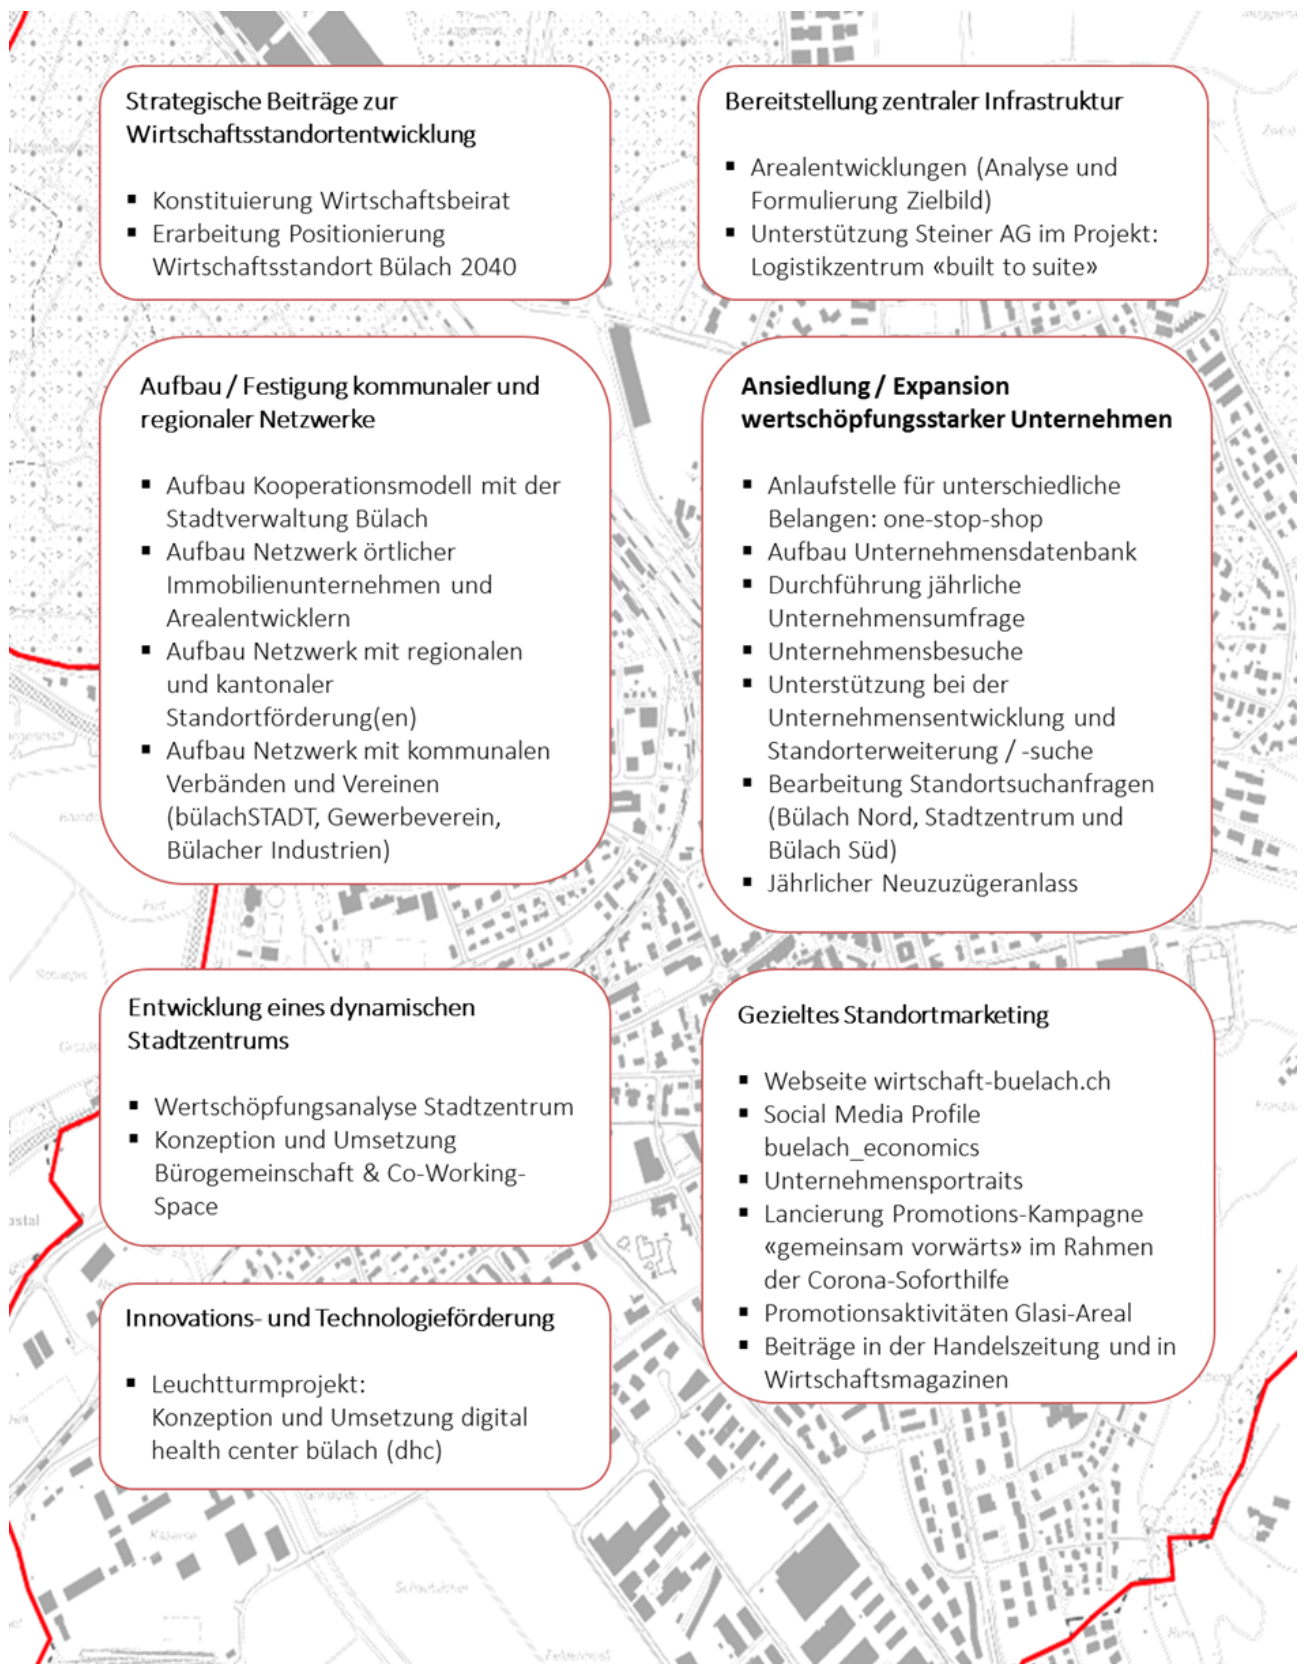 Strategische Beiträge zur
Wirtschaftsstandortentwicklung
▪ Konstituierung Wirtschaftsbeirat
▪ Erarbeitung Positionierung
Wirtschaftsstandort Bülach 2040
Bereitstellung zentraler Infrastruktur
▪ Arealentwicklungen (Analyse und
Formulierung Zielbild)
▪ Unterstützung Steiner AG im Projekt:
Logistikzentrum «built to suite»
Aufbau / Festigung kommunaler und
regionaler Netzwerke
▪ Aufbau Kooperationsmodell mit der
Stadtverwaltung Bülach
▪ Aufbau Netzwerk örtlicher
Immobilienunternehmen und
Arealentwicklern
▪ Aufbau Netzwerk mit regionalen
und kantonaler
Standortförderung(en)
▪ Aufbau Netzwerk mit kommunalen
Verbänden und Vereinen
(bülachSTADT, Gewerbeverein,
Bülacher Industrien)
Ansiedlung / Expansion
wertschöpfungsstarker Unternehmen
▪ Anlaufstelle für unterschiedliche
Belangen: one-stop-shop
▪ Aufbau Unternehmensdatenbank
▪ Durchführung jährliche
Unternehmensumfrage
▪ Unternehmensbesuche
▪ Unterstützung bei der
Unternehmensentwicklung und
Standorterweiterung / -suche
▪ Bearbeitung Standortsuchanfragen
(Bülach Nord, Stadtzentrum und
Bülach Süd)
▪ Jährlicher Neuzuzügeranlass
Entwicklung eines dynamischen
Stadtzentrums
▪ Wertschöpfungsanalyse Stadtzentrum
▪ Konzeption und Umsetzung
Bürogemeinschaft & Co-Working-
Space
Gezieltes Standortmarketing
▪ Webseite wirtschaft-buelach.ch
▪ Social Media Profile
buelach_economics
▪ Unternehmensportraits
▪ Lancierung Promotions-Kampagne
«gemeinsam vorwärts» im Rahmen
der Corona-Soforthilfe
▪ Promotionsaktivitäten Glasi-Areal
▪ Beiträge in der Handelszeitung und in
Wirtschaftsmagazinen
Innovations- und Technologieförderung
▪ Leuchtturmprojekt:
Konzeption und Umsetzung digital
health center bülach (dhc)
Kaserne